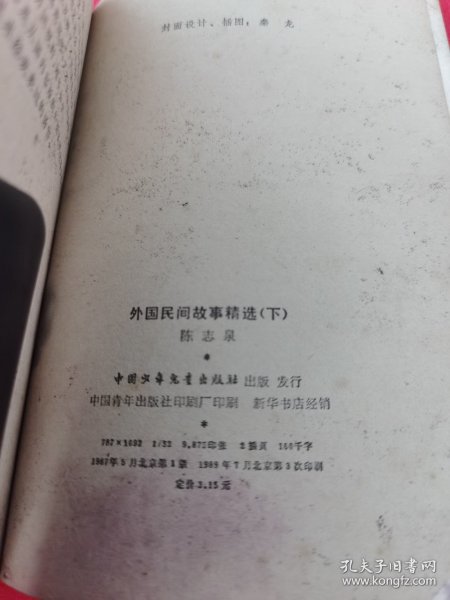 封面设计、插图：秦 龙
外国民间故事精选（下）
陈志泉
*
中国少年儿童出版社 出版 发行
中国青年出版社印刷厂印刷 新华书店经销
*
787×1092 1/32 9.875印张 2插页 160千字
1987年5月北京第1版 1989年7月北京第3次印刷
定价3.15元
孔夫子旧书网
www.kongfz.com